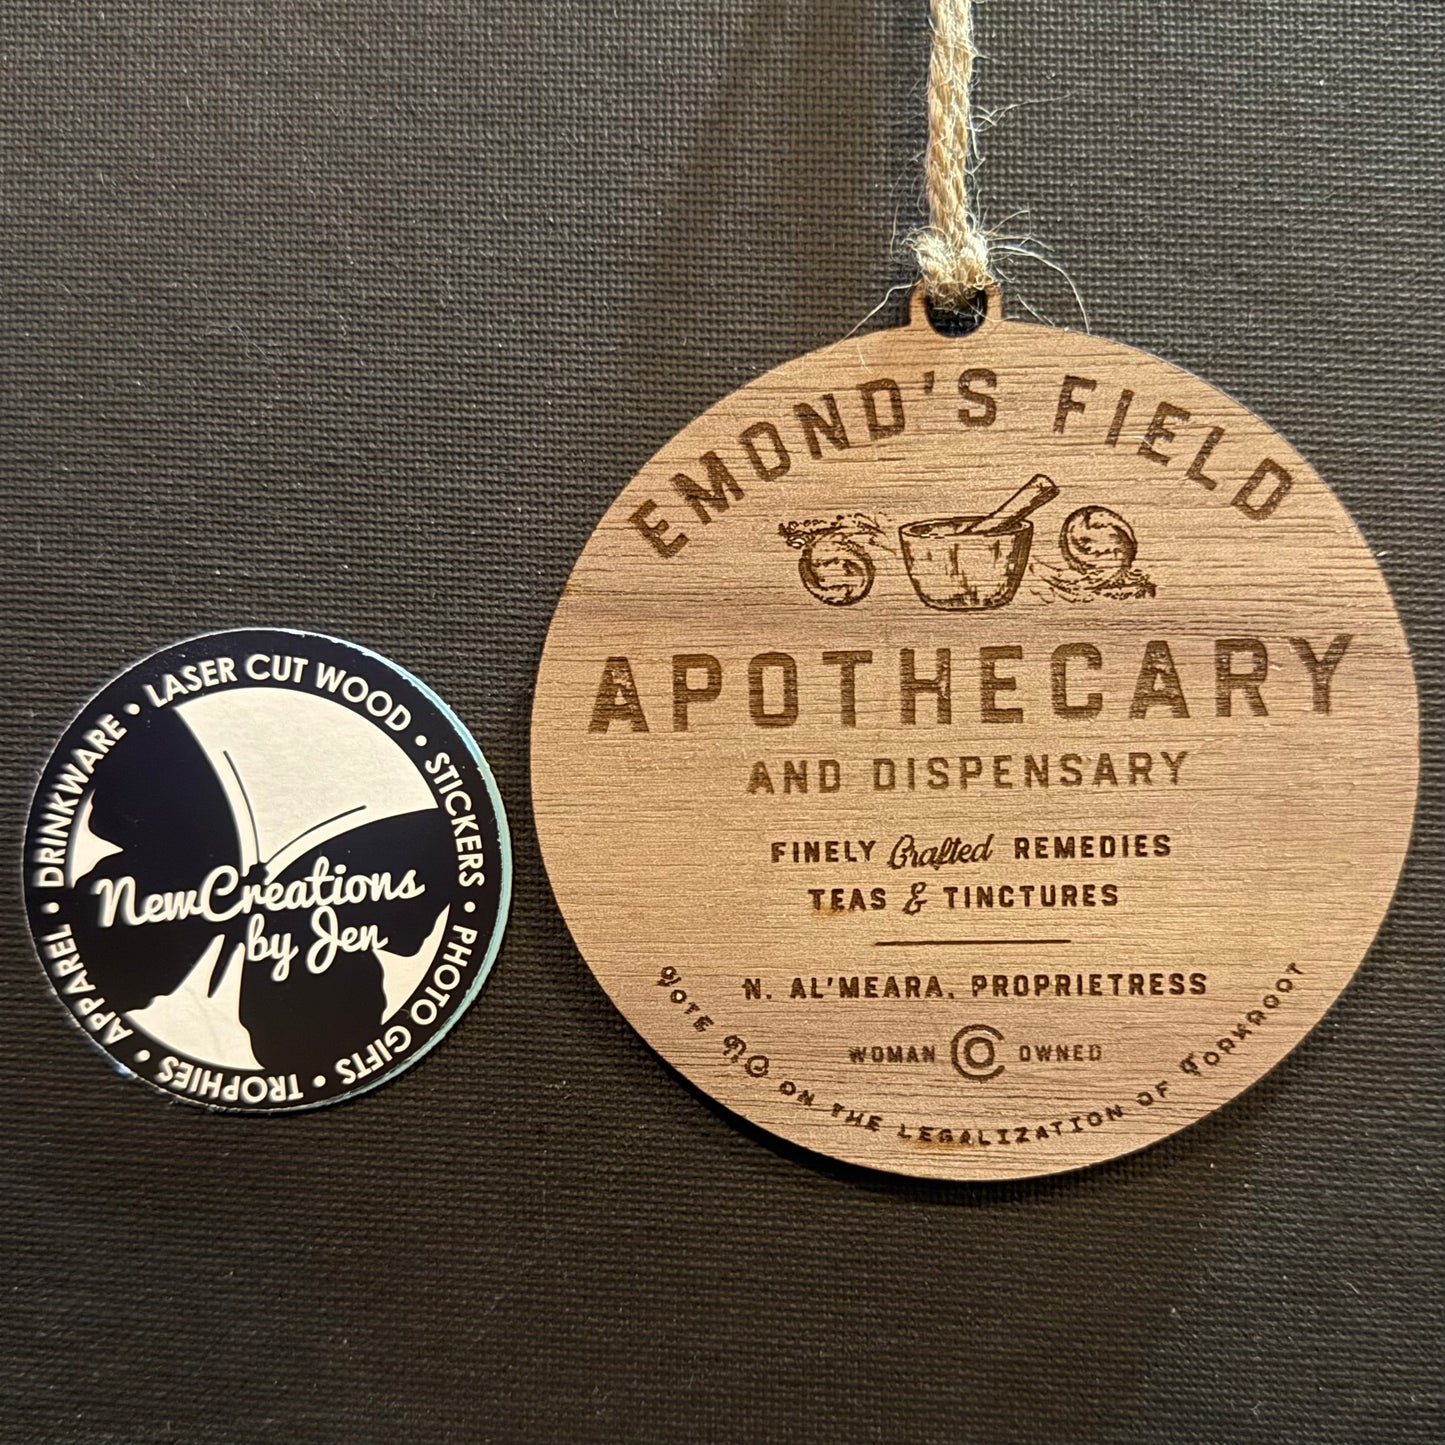 LASER CUT WOOD • STICKERS • PHOTO GIFTS • TROPHIES • APPAREL • DRINKWARE •
NewCreations
by Jen
EMOND'S FIELD
APOTHECARY
AND DISPENSARY
FINELY Crafted REMEDIES
TEAS & TINCTURES
N. AL'MEARA, PROPRIETRESS
WOMAN CO OWNED
VOTE NO ON THE LEGALIZATION OF FORKROOT